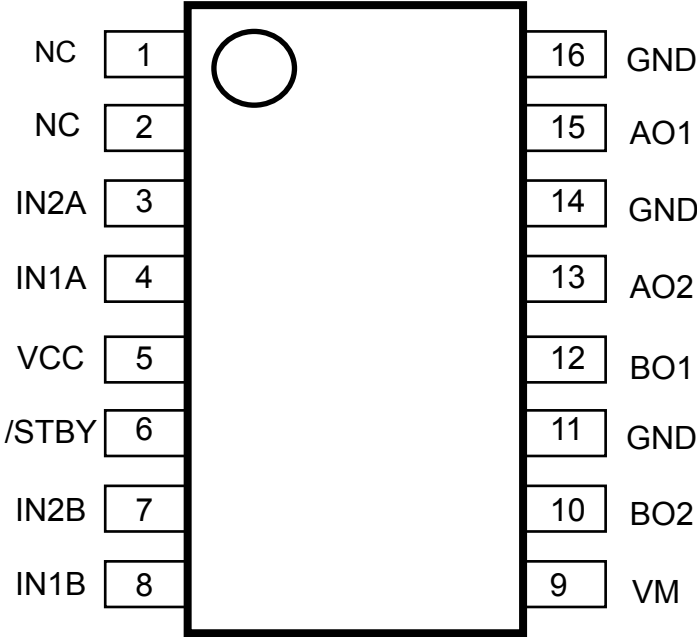 NC 1 16 GND
NC 2 15 AO1
IN2A 3 14 GND
IN1A 4 13 AO2
VCC 5 12 BO1
/STBY 6 11 GND
IN2B 7 10 BO2
IN1B 8 9 VM